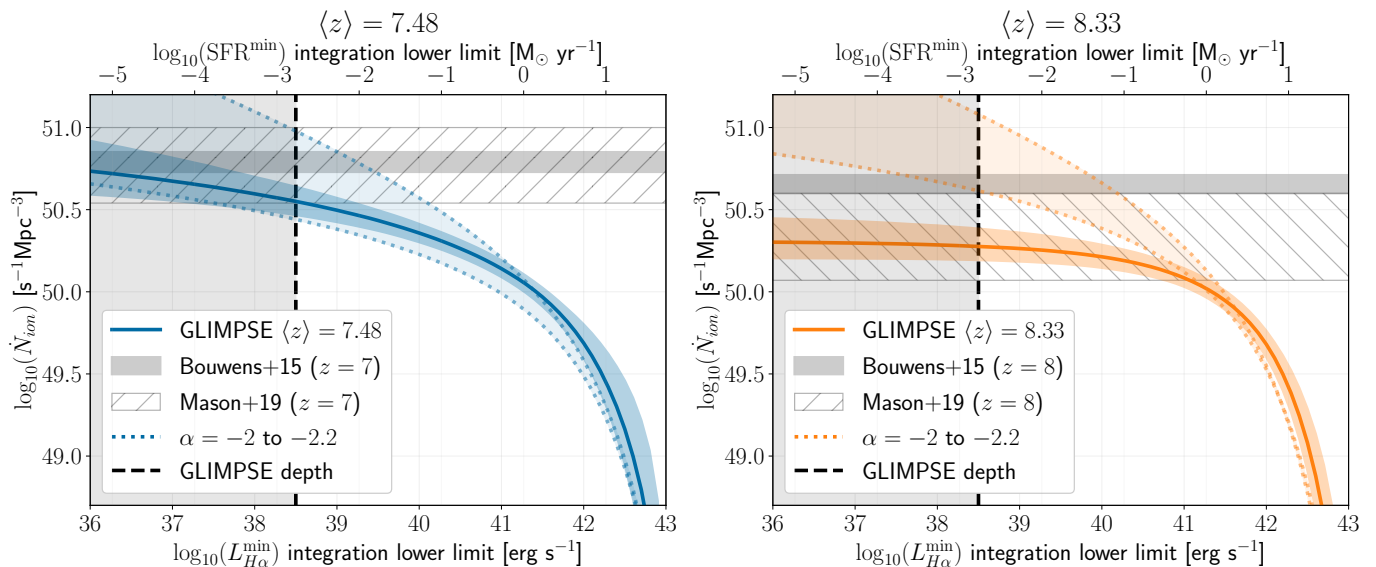 ⟨z⟩ = 7.48
log₁₀(SFRᵐⁱⁿ) integration lower limit [M⊙ yr⁻¹]
−5 −4 −3 −2 −1 0 1
51.0
50.5
50.0
49.5
49.0
log₁₀(Ṅᵢₒₙ) [s⁻¹Mpc⁻³]
GLIMPSE ⟨z⟩ = 7.48
Bouwens+15 (z = 7)
Mason+19 (z = 7)
α = −2 to −2.2
GLIMPSE depth
36 37 38 39 40 41 42 43
log₁₀(L_{Hα}^{min}) integration lower limit [erg s⁻¹]
⟨z⟩ = 8.33
log₁₀(SFRᵐⁱⁿ) integration lower limit [M⊙ yr⁻¹]
−5 −4 −3 −2 −1 0 1
51.0
50.5
50.0
49.5
49.0
log₁₀(Ṅᵢₒₙ) [s⁻¹Mpc⁻³]
GLIMPSE ⟨z⟩ = 8.33
Bouwens+15 (z = 8)
Mason+19 (z = 8)
α = −2 to −2.2
GLIMPSE depth
36 37 38 39 40 41 42 43
log₁₀(L_{Hα}^{min}) integration lower limit [erg s⁻¹]